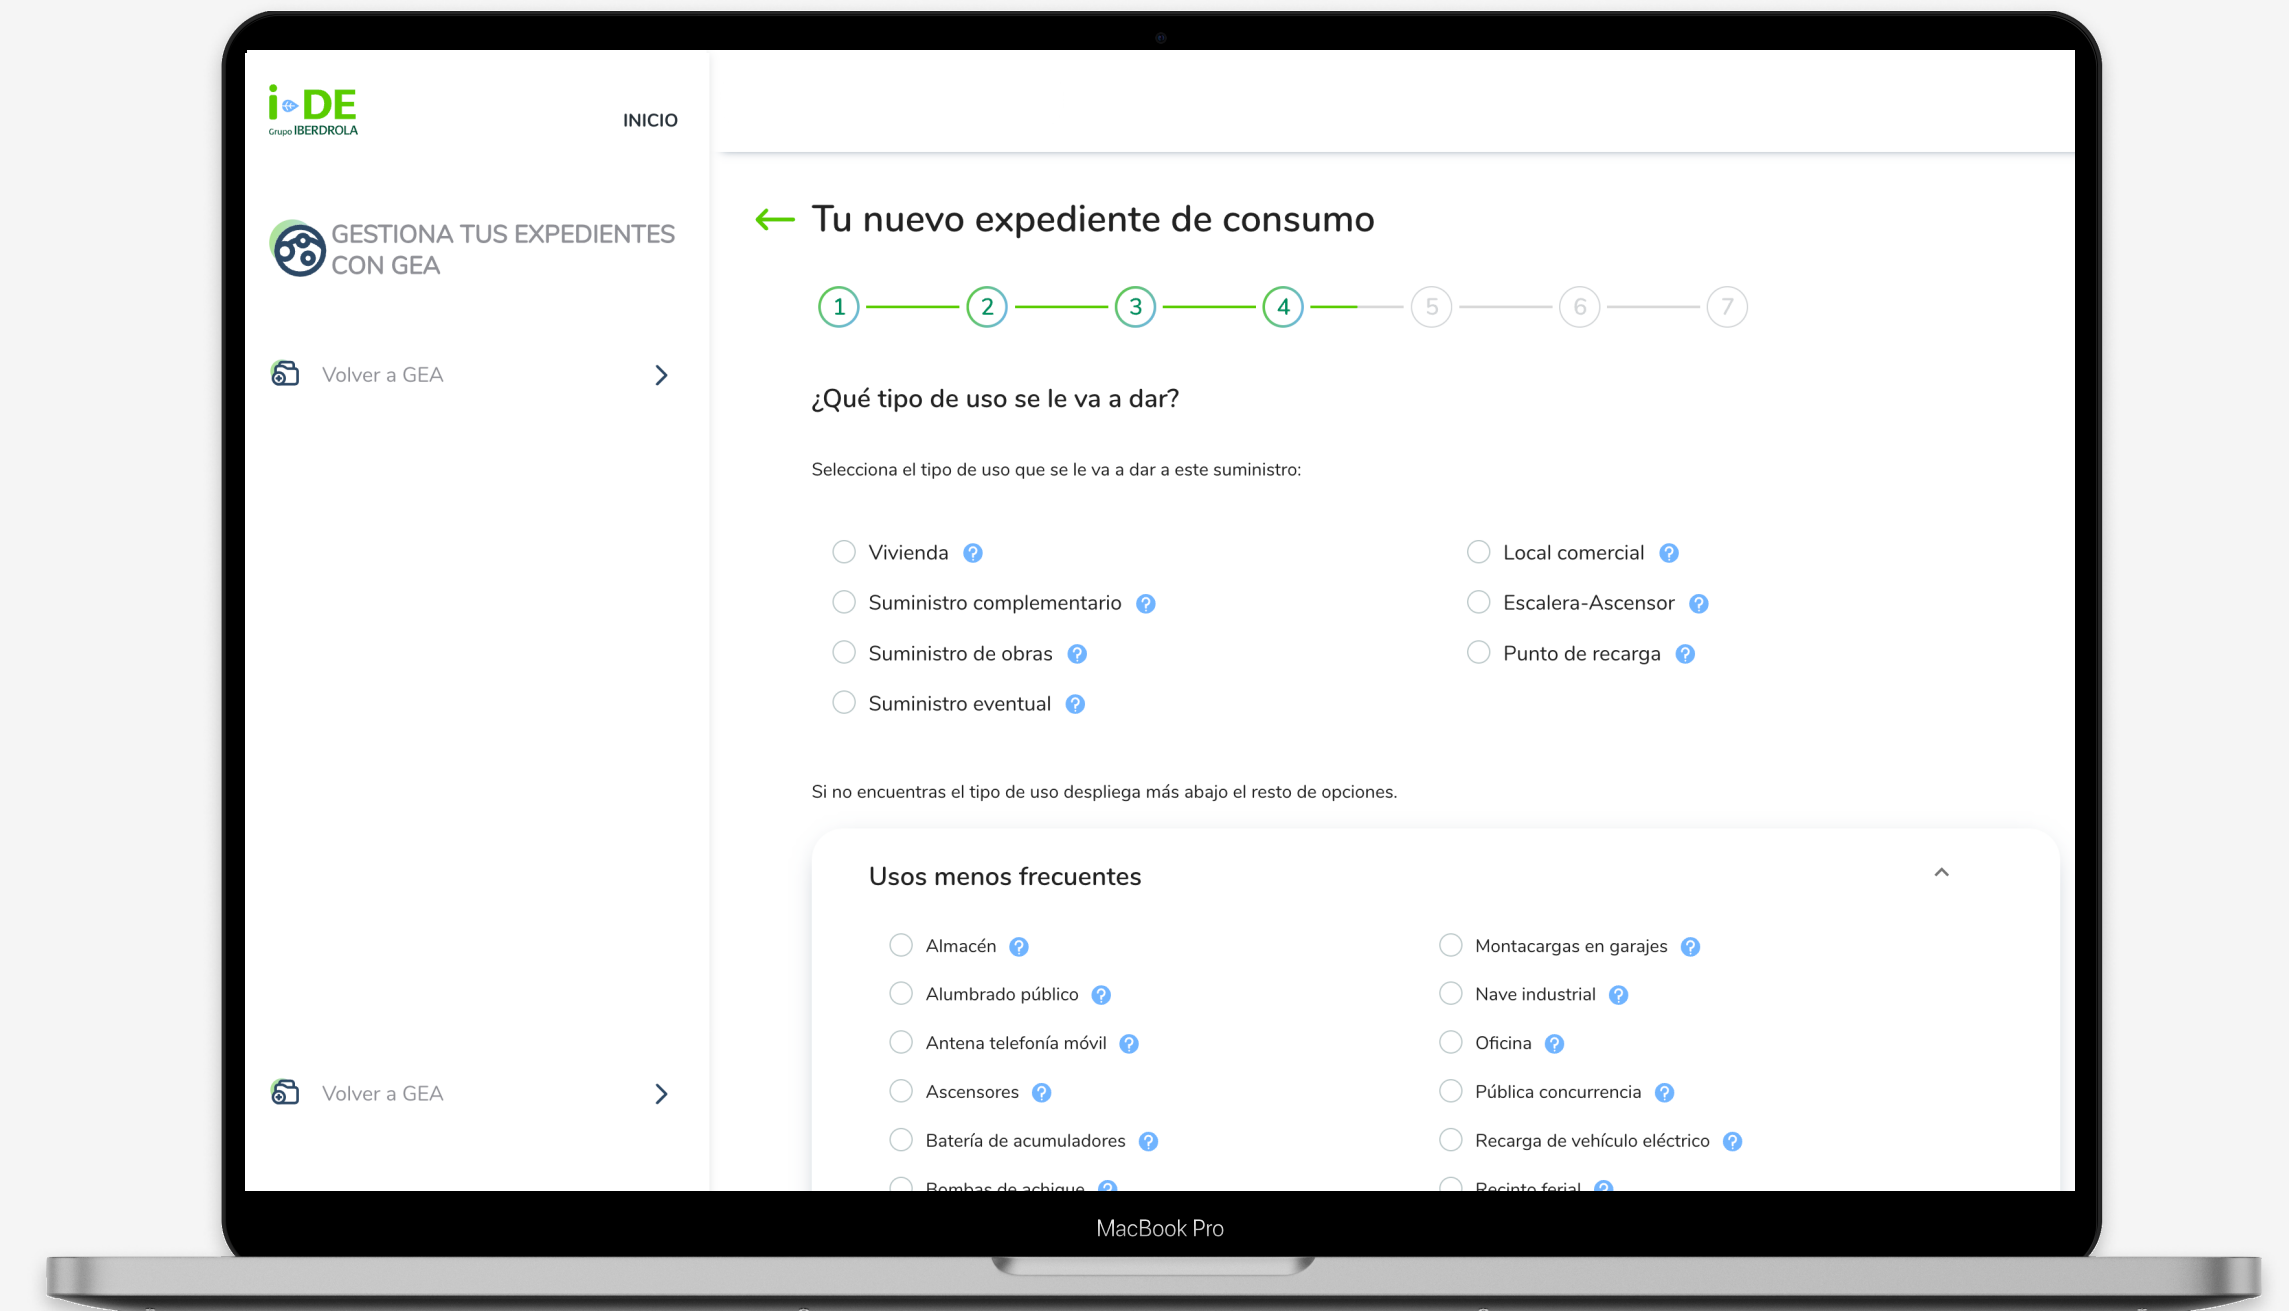 i DE
Grupo IBERDROLA
INICIO
GESTIONA TUS EXPEDIENTES
CON GEA
Volver a GEA
Volver a GEA
Tu nuevo expediente de consumo
1 2 3 4 5 6 7
¿Qué tipo de uso se le va a dar?
Selecciona el tipo de uso que se le va a dar a este suministro:
Vivienda ?
Local comercial ?
Suministro complementario ?
Escalera-Ascensor ?
Suministro de obras ?
Punto de recarga ?
Suministro eventual ?
Si no encuentras el tipo de uso despliega más abajo el resto de opciones.
Usos menos frecuentes
Almacén ?
Montacargas en garajes ?
Alumbrado público ?
Nave industrial ?
Antena telefonía móvil ?
Oficina ?
Ascensores ?
Pública concurrencia ?
Batería de acumuladores ?
Recarga de vehículo eléctrico ?
Bombas de achique ?
Recinto ferial ?
MacBook Pro